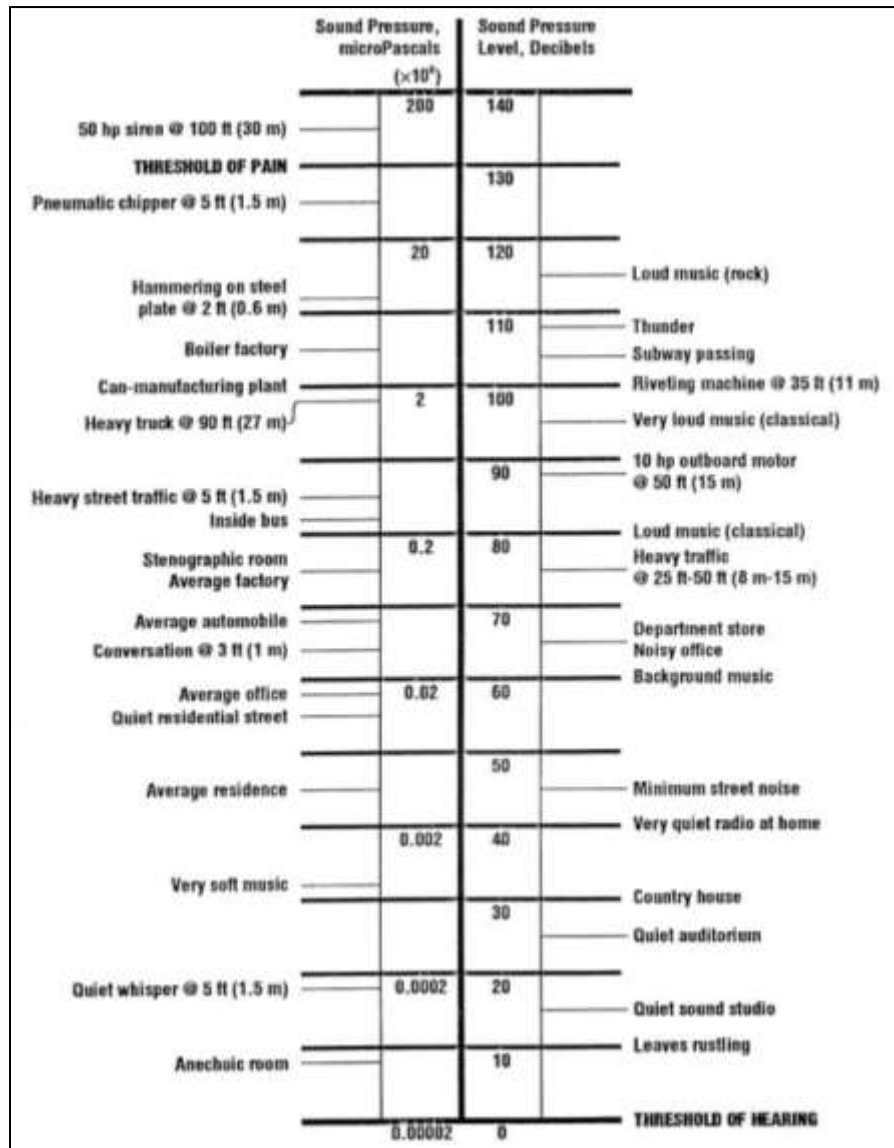 Sound Pressure, Sound Pressure
microPascals Level, Decibels
(×10⁶)
200 140
50 hp siren @ 100 ft (30 m)
THRESHOLD OF PAIN
130
Pneumatic chipper @ 5 ft (1.5 m)
20 120
Loud music (rock)
Hammering on steel
plate @ 2 ft (0.6 m)
110 Thunder
Boiler factory Subway passing
Can-manufacturing plant Riveting machine @ 35 ft (11 m)
2 100
Heavy truck @ 90 ft (27 m) Very loud music (classical)
10 hp outboard motor
90 @ 50 ft (15 m)
Heavy street traffic @ 5 ft (1.5 m)
Inside bus
Loud music (classical)
0.2 80 Heavy traffic
Stenographic room @ 25 ft-50 ft (8 m-15 m)
Average factory
Average automobile 70
Department store
Conversation @ 3 ft (1 m) Noisy office
Background music
Average office 0.02 60
Quiet residential street
50
Average residence Minimum street noise
Very quiet radio at home
0.002 40
Very soft music
Country house
30
Quiet auditorium
Quiet whisper @ 5 ft (1.5 m) 0.0002 20
Quiet sound studio
Leaves rustling
Anechoic room 10
THRESHOLD OF HEARING
0.00002 0